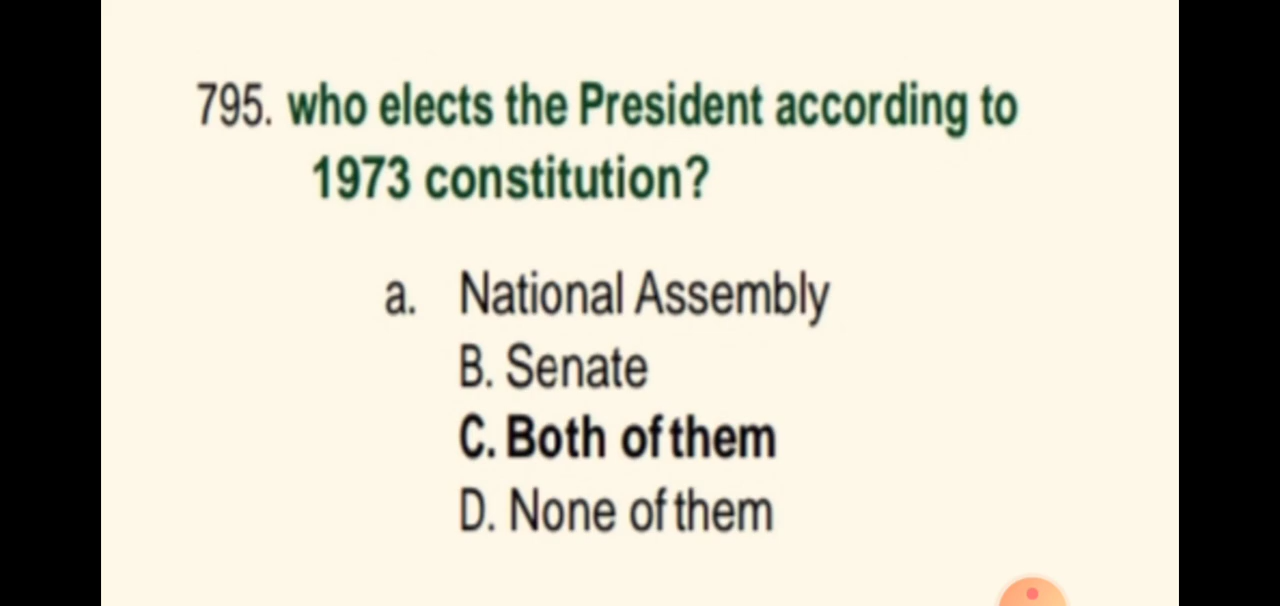 795. who elects the President according to
1973 constitution?
a. National Assembly
B. Senate
C. Both of them
D. None of them